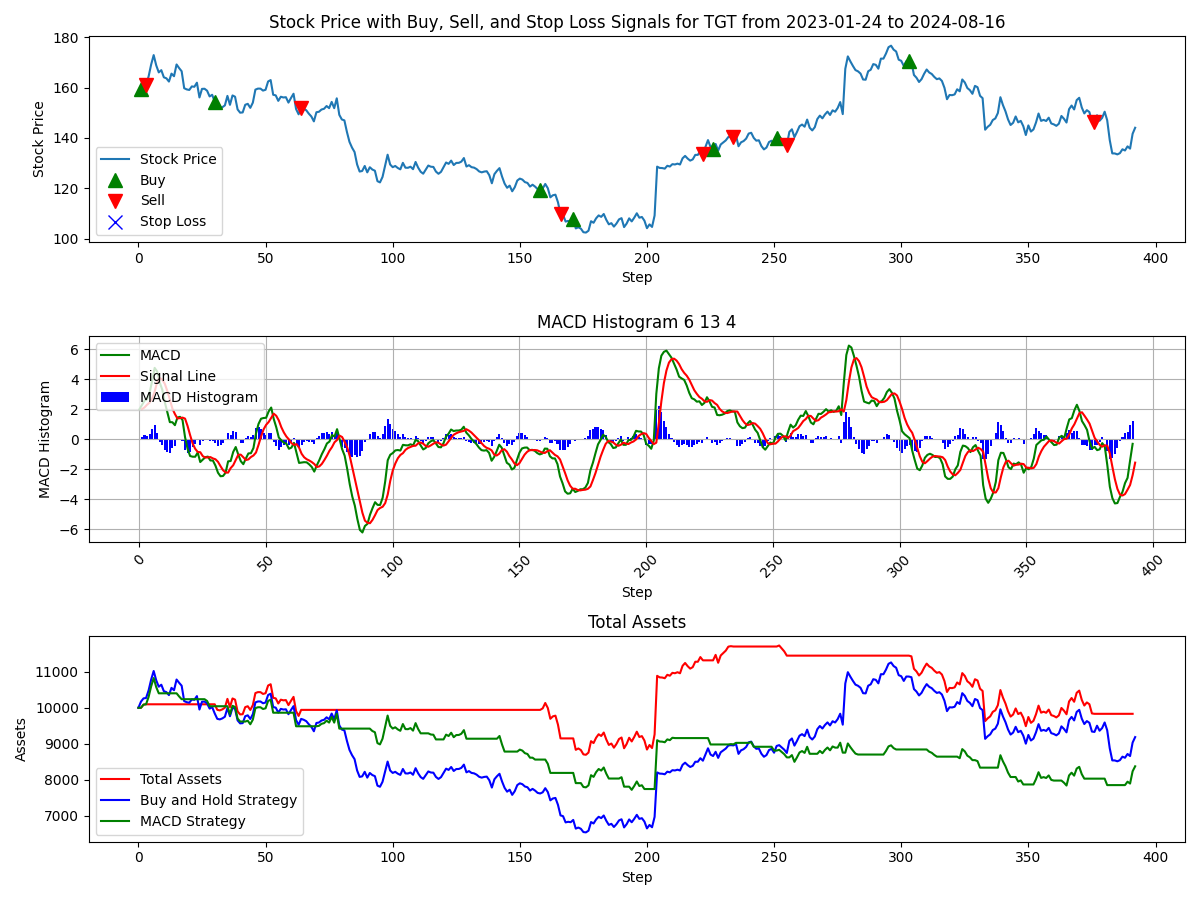 Stock Price with Buy, Sell, and Stop Loss Signals for TGT from 2023-01-24 to 2024-08-16
180
160
140
120
100
Stock Price
Stock Price
Buy
Sell
Stop Loss
0 50 100 150 200 250 300 350 400
Step
MACD Histogram 6 13 4
6
4
2
0
−2
−4
−6
MACD Histogram
MACD
Signal Line
MACD Histogram
0 50 100 150 200 250 300 350 400
Step
Total Assets
11000
10000
9000
8000
7000
Assets
Total Assets
Buy and Hold Strategy
MACD Strategy
0 50 100 150 200 250 300 350 400
Step